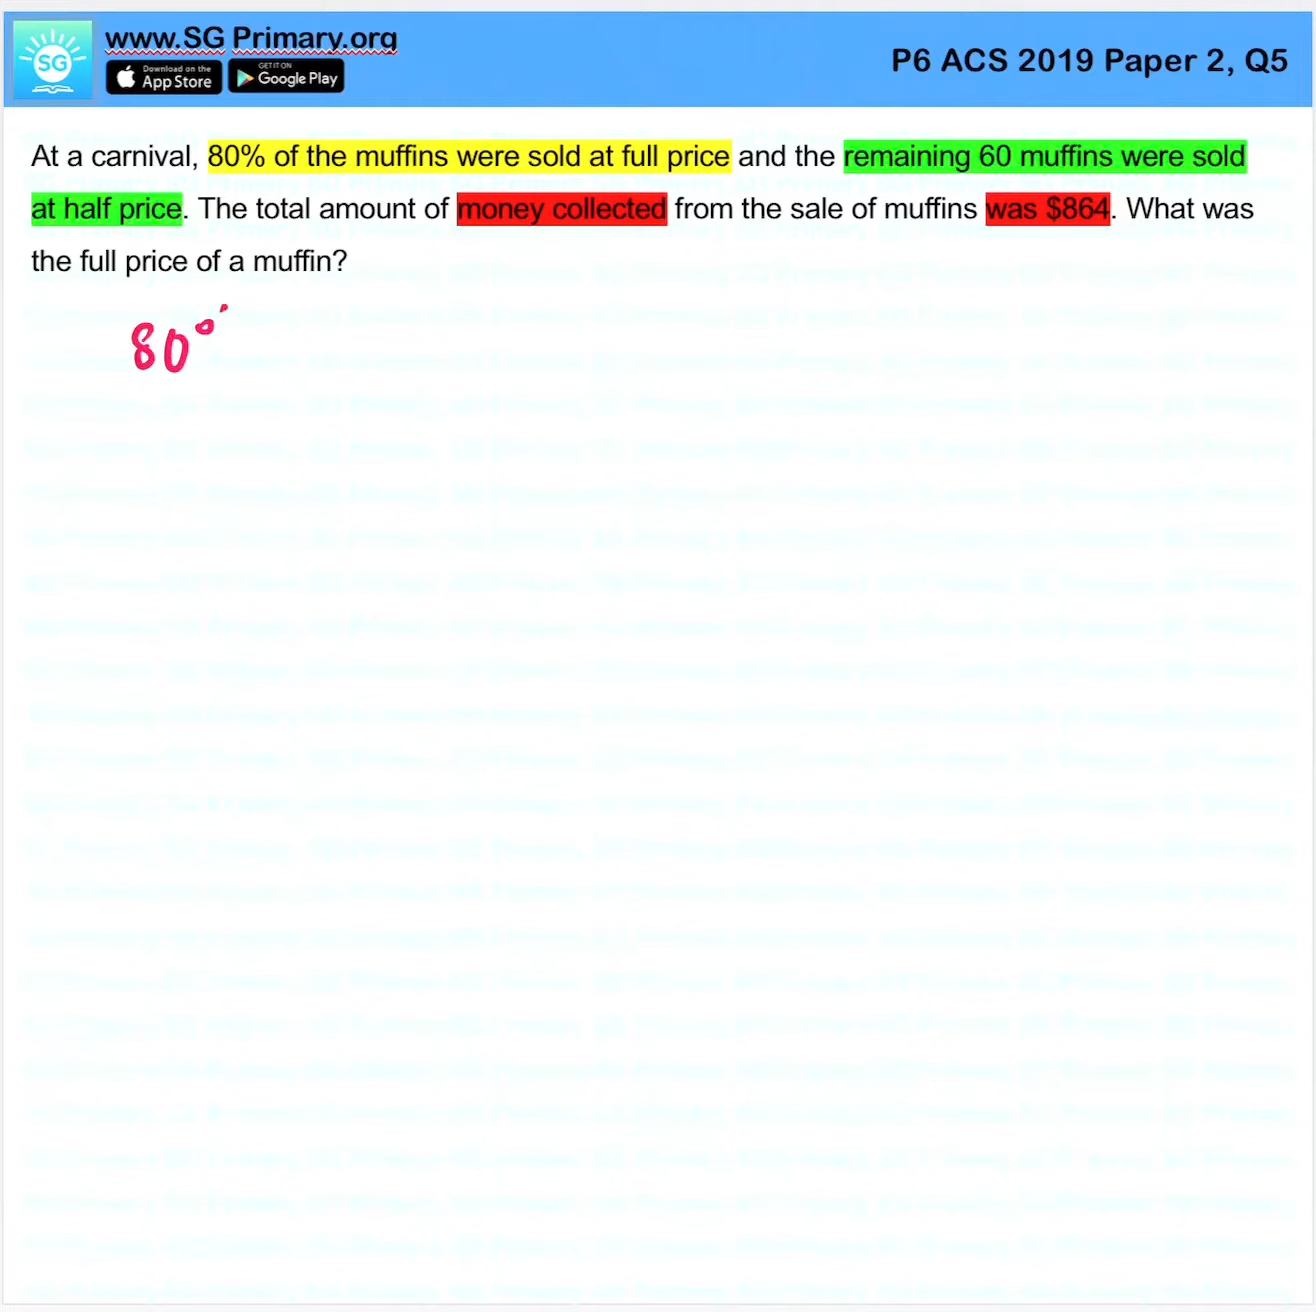 www.SG Primary.org
SG
Download on the
App Store
GET IT ON
Google Play
P6 ACS 2019 Paper 2, Q5
At a carnival, 80% of the muffins were sold at full price and the remaining 60 muffins were sold
at half price. The total amount of money collected from the sale of muffins was $864. What was
the full price of a muffin?
80°